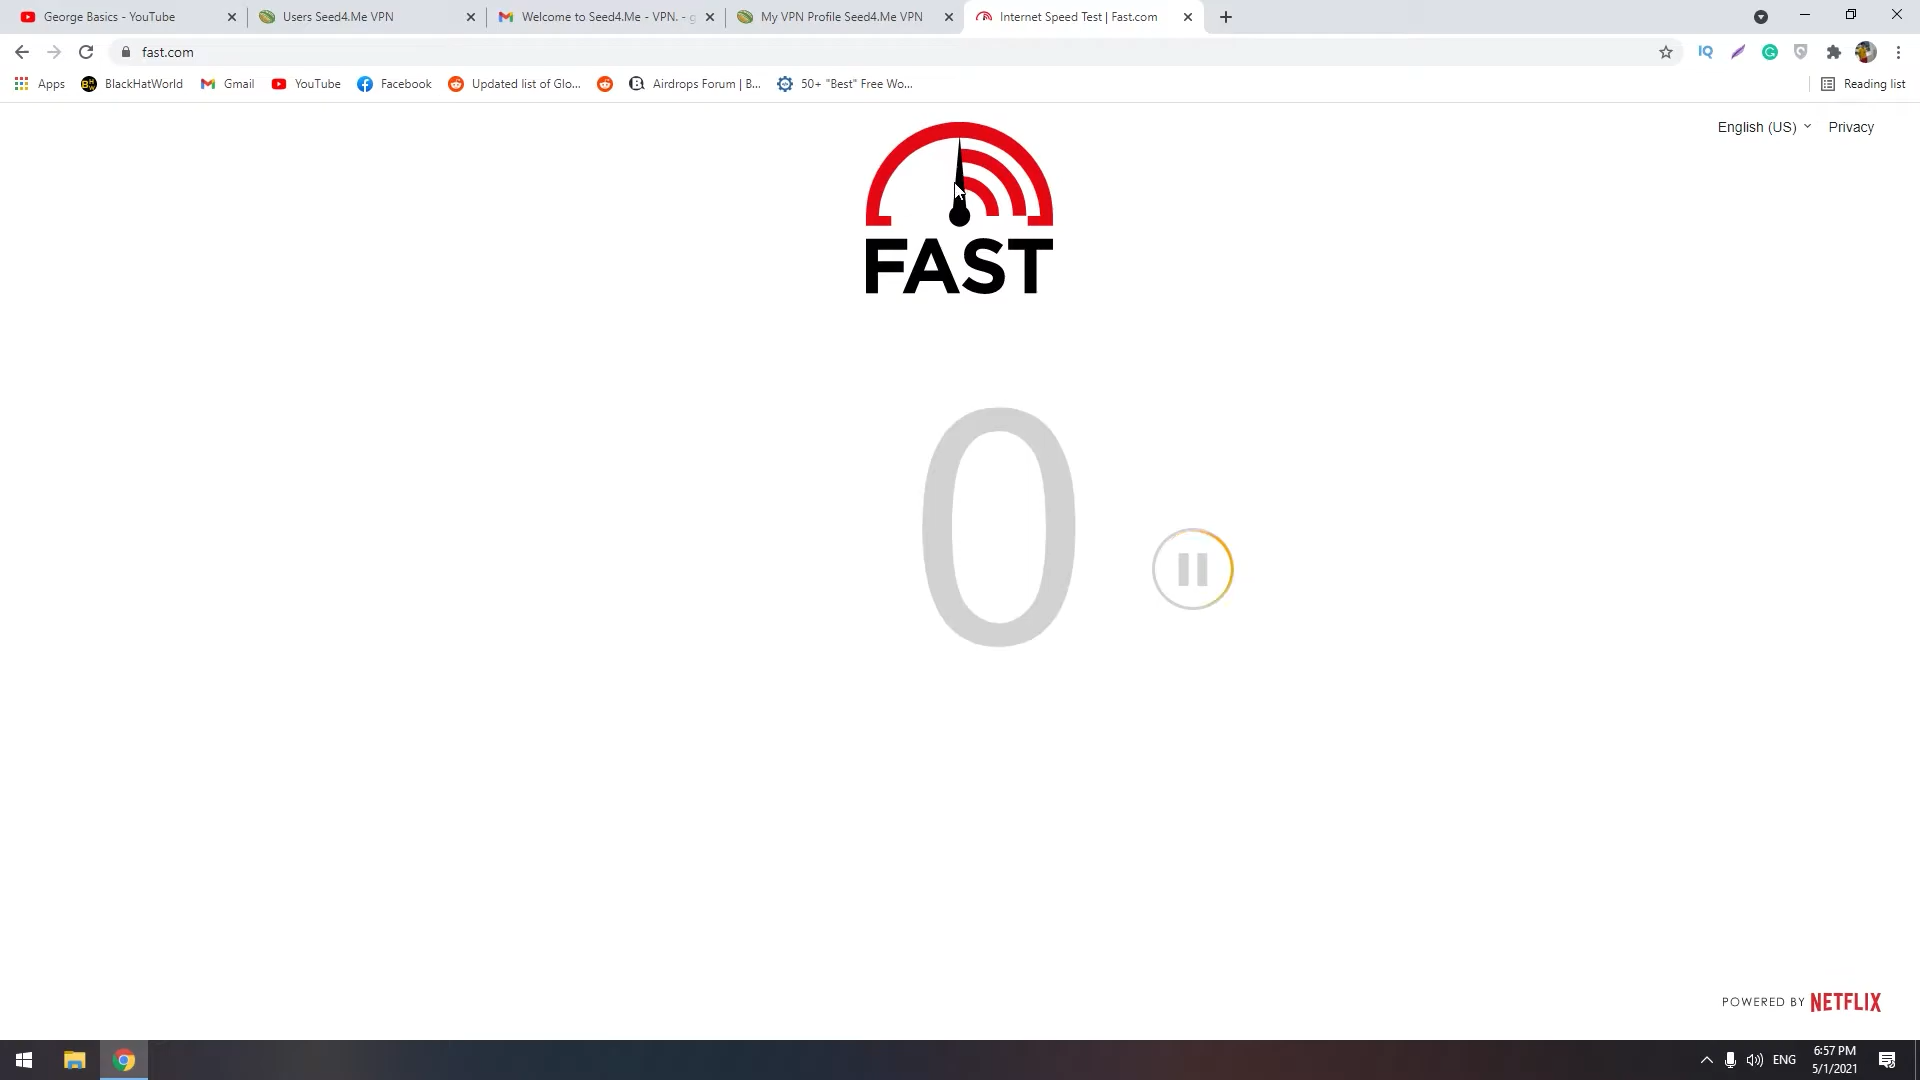 George Basics - YouTube
Users Seed4.Me VPN
Welcome to Seed4.Me - VPN. - g
My VPN Profile Seed4.Me VPN
Internet Speed Test | Fast.com
fast.com
IQ
Apps
BlackHatWorld
Gmail
YouTube
Facebook
Updated list of Glo...
Airdrops Forum | B...
50+ "Best" Free Wo...
Reading list
English (US)
Privacy
FAST
0
POWERED BY NETFLIX
ENG
6:57 PM
5/1/2021